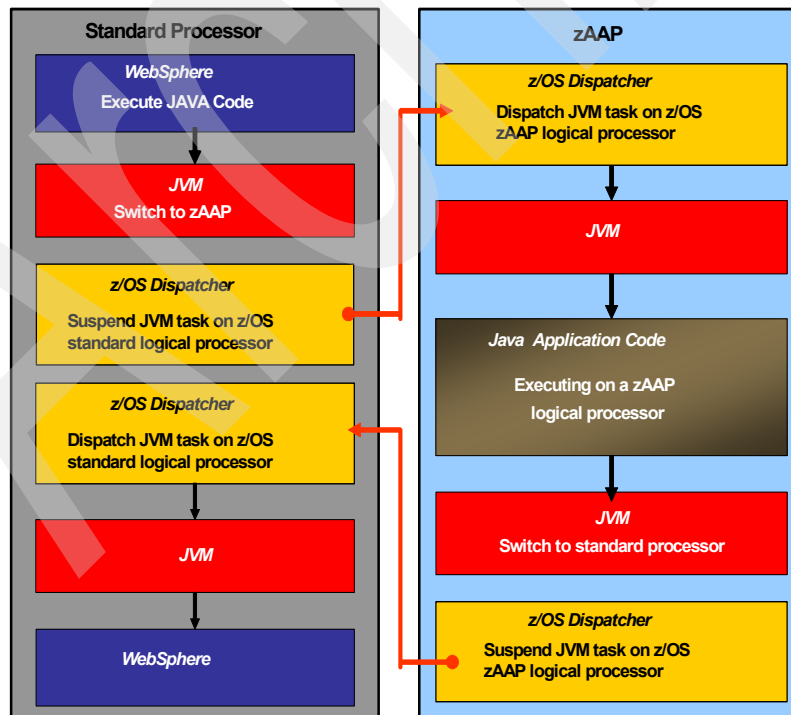 Standard Processor
WebSphere
Execute JAVA Code
JVM
Switch to zAAP
z/OS Dispatcher
Suspend JVM task on z/OS
standard logical processor
z/OS Dispatcher
Dispatch JVM task on z/OS
standard logical processor
JVM
WebSphere
zAAP
z/OS Dispatcher
Dispatch JVM task on z/OS
zAAP logical processor
JVM
Java Application Code
Executing on a zAAP
logical processor
JVM
Switch to standard processor
z/OS Dispatcher
Suspend JVM task on z/OS
zAAP logical processor